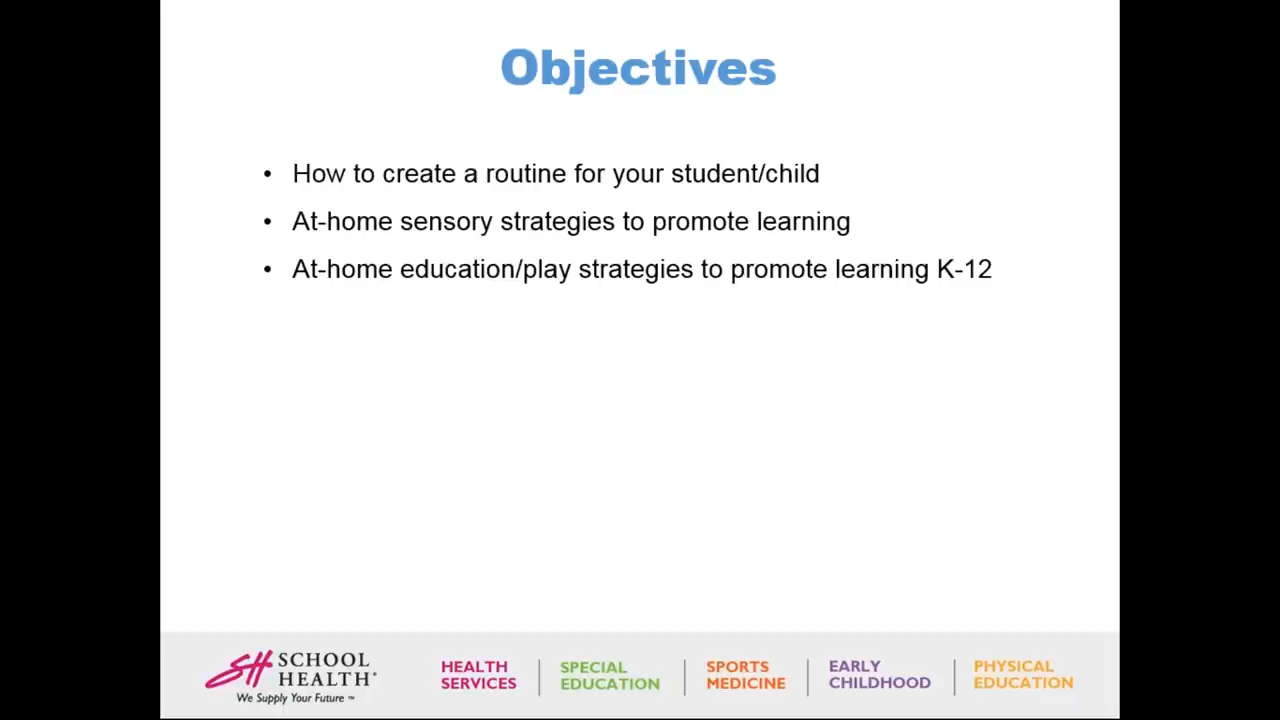 Objectives
• How to create a routine for your student/child
• At-home sensory strategies to promote learning
• At-home education/play strategies to promote learning K-12
SH SCHOOL HEALTH®
We Supply Your Future™
HEALTH SERVICES
SPECIAL EDUCATION
SPORTS MEDICINE
EARLY CHILDHOOD
PHYSICAL EDUCATION